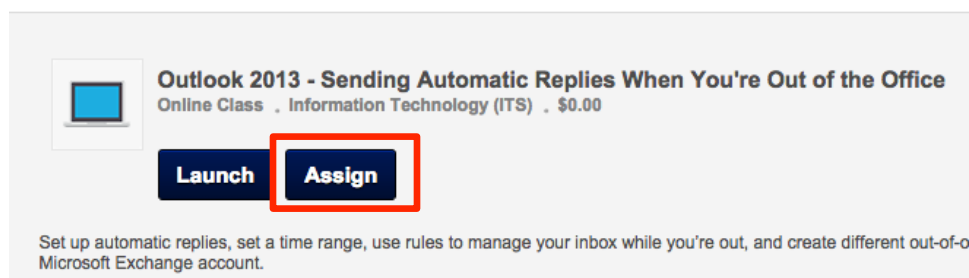 Outlook 2013 - Sending Automatic Replies When You're Out of the Office
Online Class . Information Technology (ITS) . $0.00
Launch Assign
Set up automatic replies, set a time range, use rules to manage your inbox while you're out, and create different out-of-o
Microsoft Exchange account.